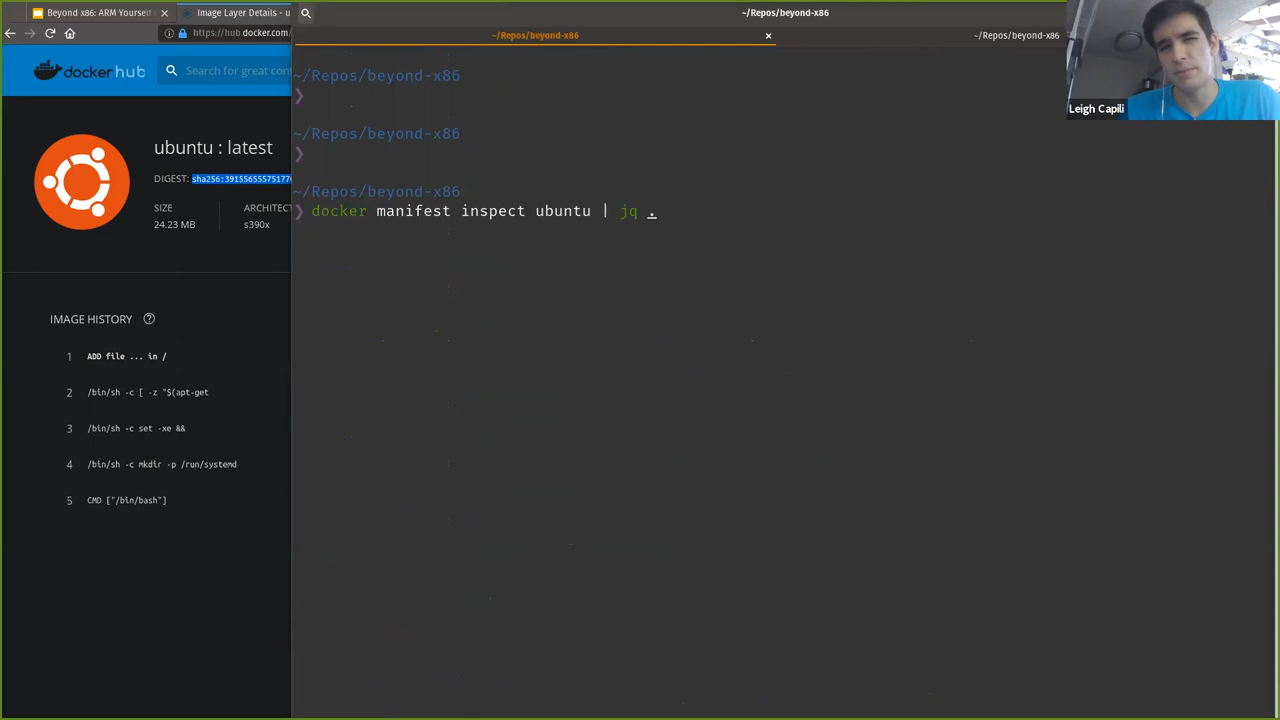 Beyond x86: ARM Yourself
Image Layer Details - u
~/Repos/beyond-x86
https://hub.docker.com/
~/Repos/beyond-x86
~/Repos/beyond-x86
docker hub
Search for great cont
~/Repos/beyond-x86
❯
Leigh Capili
~/Repos/beyond-x86
❯
ubuntu : latest
DIGEST:
~/Repos/beyond-x86
❯ docker manifest inspect ubuntu | jq .
SIZE
ARCHITECT
24.23 MB
s390x
IMAGE HISTORY
1 ADD file ... in /
2 /bin/sh -c [ -z "$(apt-get
3 /bin/sh -c set -xe &&
4 /bin/sh -c mkdir -p /run/systemd
5 CMD ["/bin/bash"]